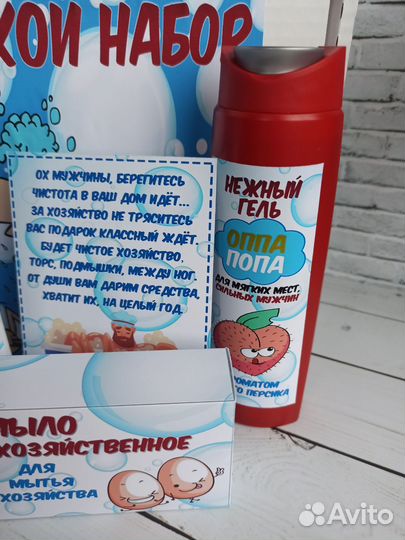 НАБОР
ОХ МУЖЧИНЫ, БЕРЕГИТЕСЬ
ЧИСТОТА В ВАШ ДОМ ИДЁТ...
ЗА ХОЗЯЙСТВО НЕ ТРЯСИТЕСЬ
ВАС ПОДАРОК КЛАССНЫЙ ЖДЁТ.
БУДЕТ ЧИСТОЕ ХОЗЯЙСТВО,
ТОРС, ПОДМЫШКИ, МЕЖДУ НОГ.
ОТ ДУШИ ВАМ ДАРИМ СРЕДСТВА,
ХВАТИТ ИХ, НА ЦЕЛЫЙ ГОД.
НЕЖНЫЙ
ГЕЛЬ
ОППА
ПОПА
ДЛЯ МЯГКИХ МЕСТ,
СИЛЬНЫХ МУЖЧИН
АРОМАТОМ
ПЕРСИКА
МЫЛО
ХОЗЯЙСТВЕННОЕ
ДЛЯ
МЫТЬЯ
ХОЗЯЙСТВА
Avito